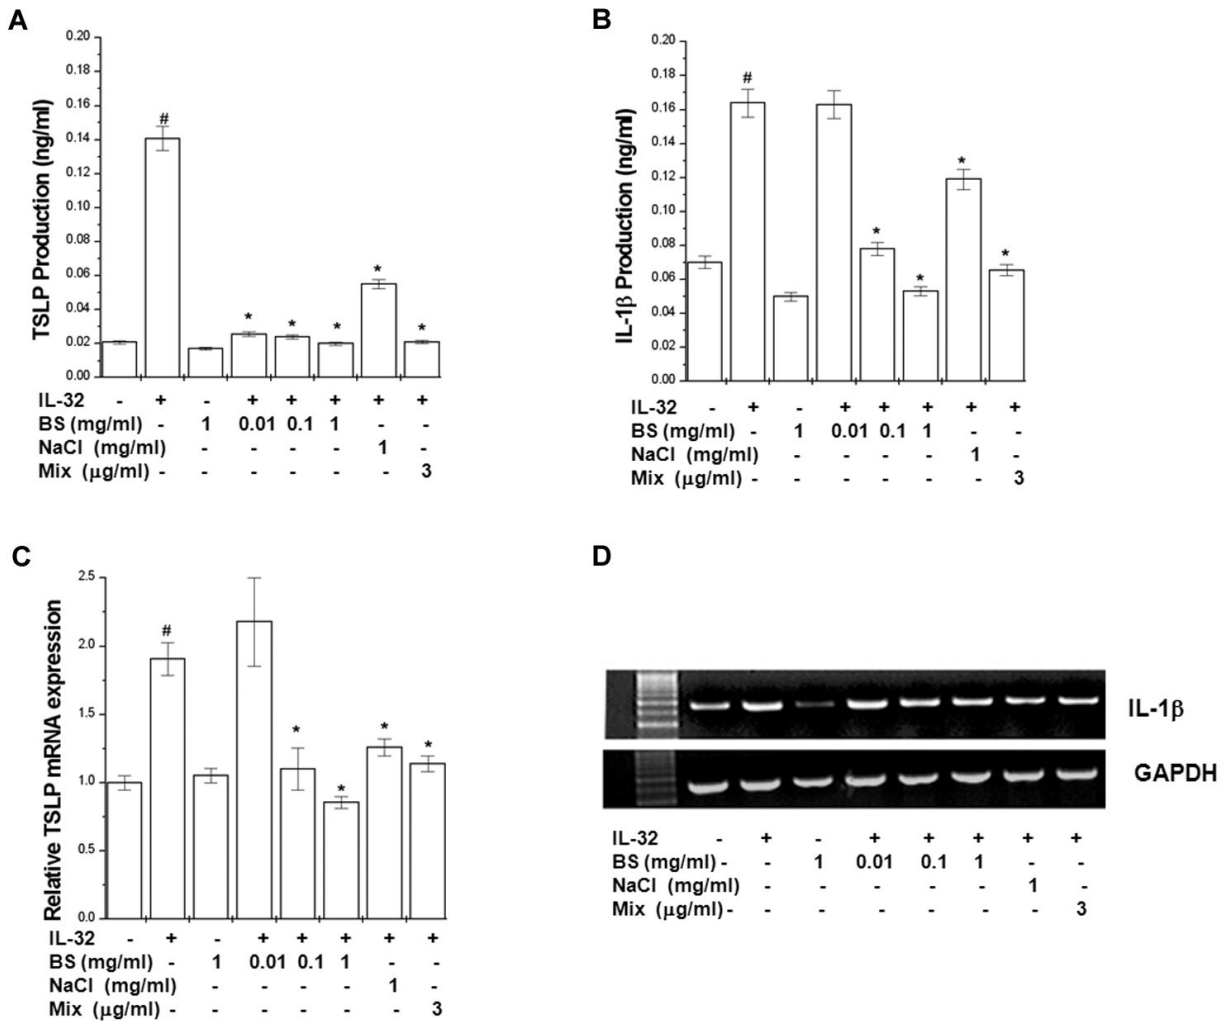 A
TSLP Production (ng/ml)
0.20
0.18
0.16
0.14
0.12
0.10
0.08
0.06
0.04
0.02
0.00
#
* * * * *
IL-32 - + - + + + + +
BS (mg/ml) - - 1 0.01 0.1 1 - -
NaCl (mg/ml) - - - - - 1 -
Mix (μg/ml) - - - - - - 3
B
IL-1β Production (ng/ml)
0.20
0.18
0.16
0.14
0.12
0.10
0.08
0.06
0.04
0.02
0.00
#
* * * *
IL-32 - + - + + + + +
BS (mg/ml) - - 1 0.01 0.1 1 - -
NaCl (mg/ml) - - - - - 1 -
Mix (μg/ml) - - - - - - - 3
C
Relative TSLP mRNA expression
2.5
2.0
1.5
1.0
0.5
0.0
#
* * * *
IL-32 - + - + + + + +
BS (mg/ml) - - 1 0.01 0.1 1 - -
NaCl (mg/ml) - - - - - 1 -
Mix (μg/ml) - - - - - - 3
D
IL-1β
GAPDH
IL-32 - + - + + + + +
BS (mg/ml) - - 1 0.01 0.1 1 - -
NaCl (mg/ml) - - - - - 1 -
Mix (μg/ml) - - - - - - - 3